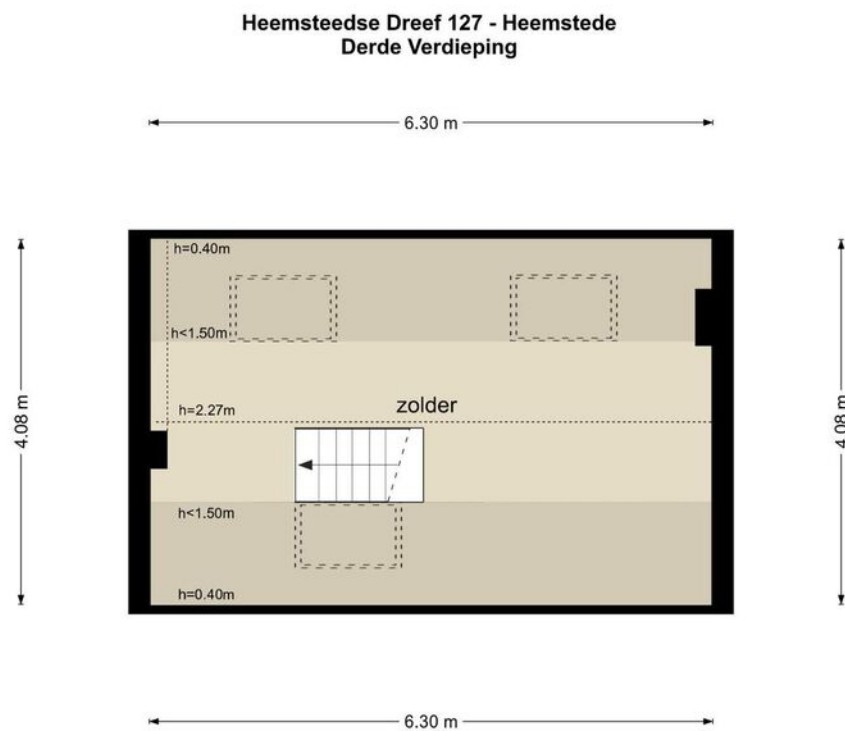 Heemsteedse Dreef 127 - Heemstede
Derde Verdieping
6.30 m
h=0.40m
h<1.50m
h=2.27m
zolder
4.08 m
4.08 m
h<1.50m
h=0.40m
6.30 m